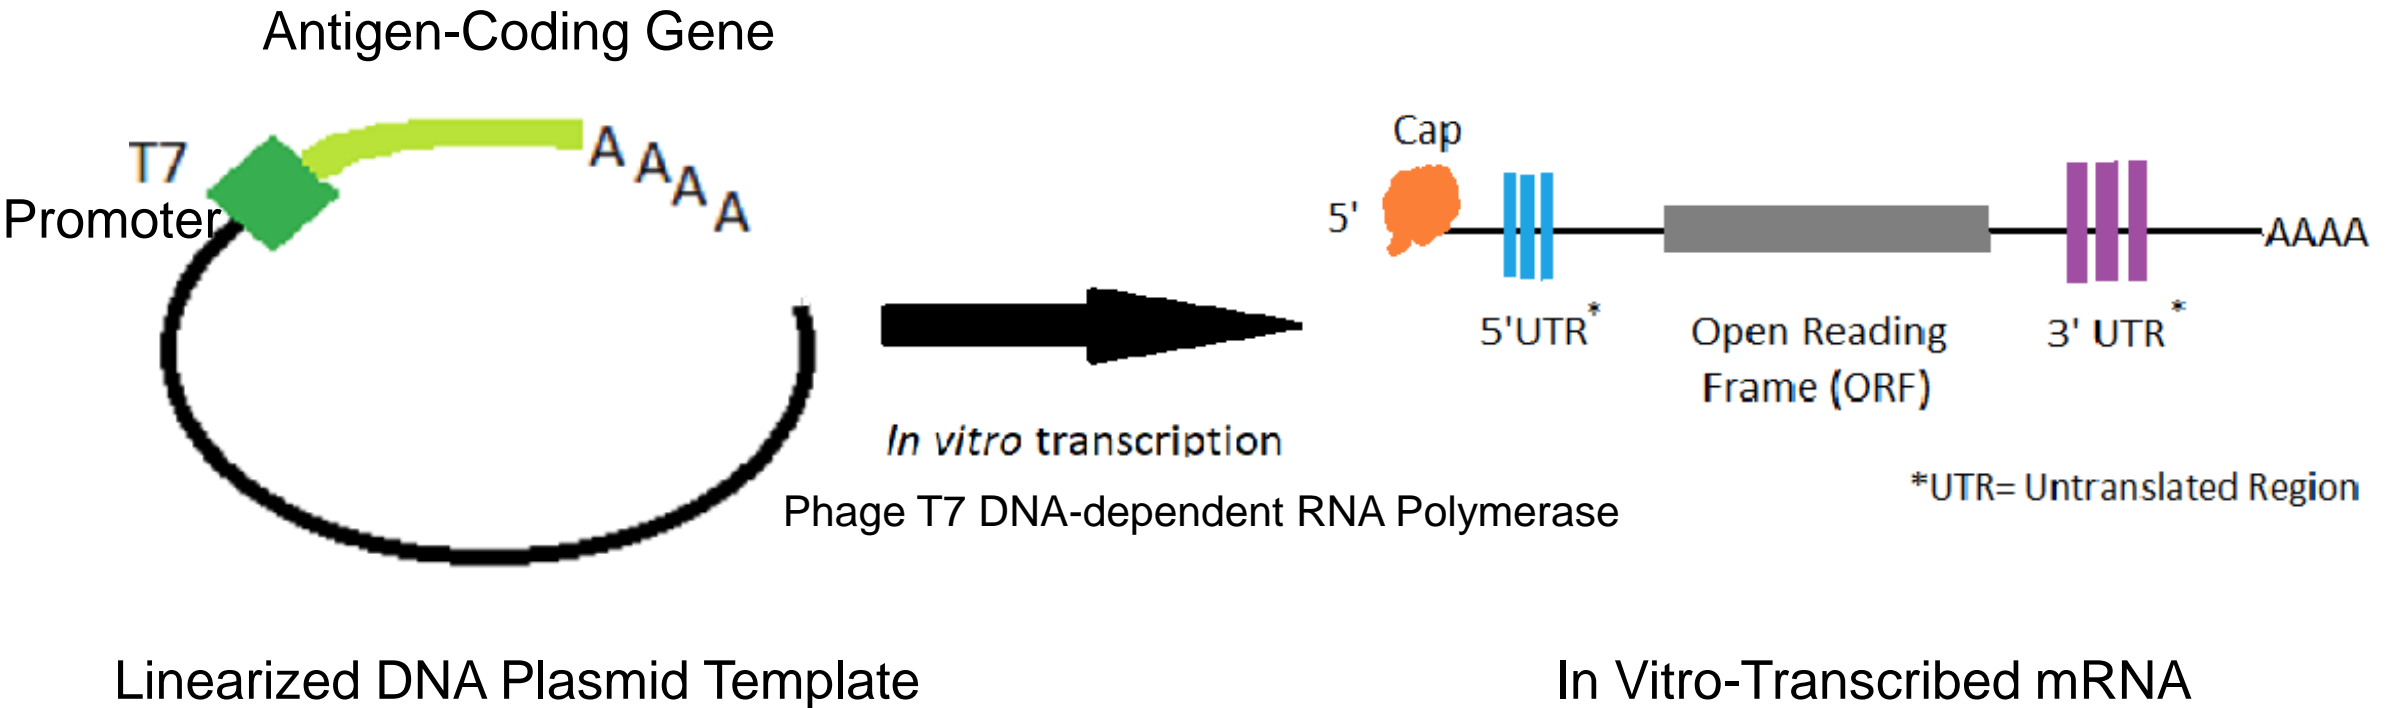 Antigen-Coding Gene
T7
Promoter
A A A A
In vitro transcription
Phage T7 DNA-dependent RNA Polymerase
Linearized DNA Plasmid Template
Cap
5'
AAAA
5'UTR*
Open Reading
Frame (ORF)
3' UTR*
*UTR= Untranslated Region
In Vitro-Transcribed mRNA